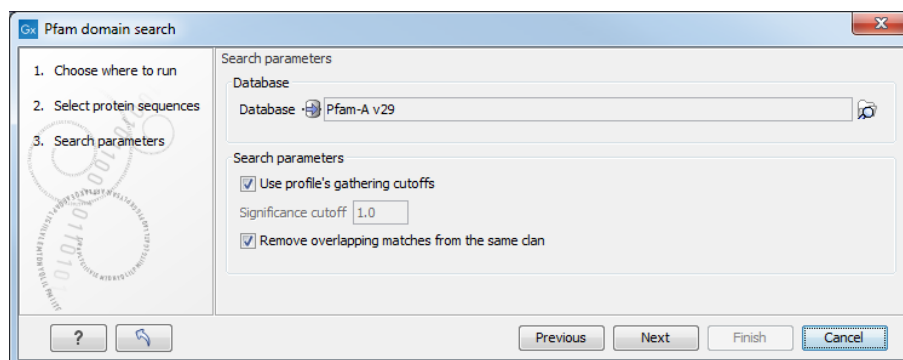 Gx Pfam domain search
1. Choose where to run
2. Select protein sequences
3. Search parameters
Search parameters
Database
Database Pfam-A v29
Search parameters
Use profile's gathering cutoffs
Significance cutoff 1.0
Remove overlapping matches from the same clan
? Previous Next Finish Cancel